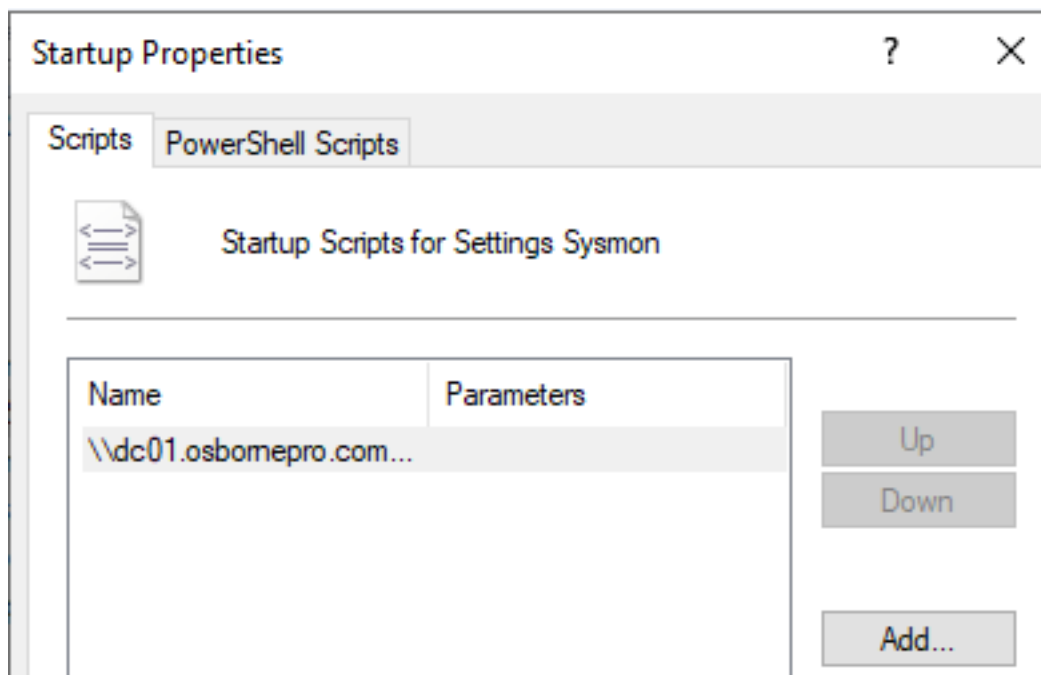 Startup Properties
?
Scripts
PowerShell Scripts
Startup Scripts for Settings Sysmon
Name
Parameters
\\dc01.osbornepro.com...
Up
Down
Add...